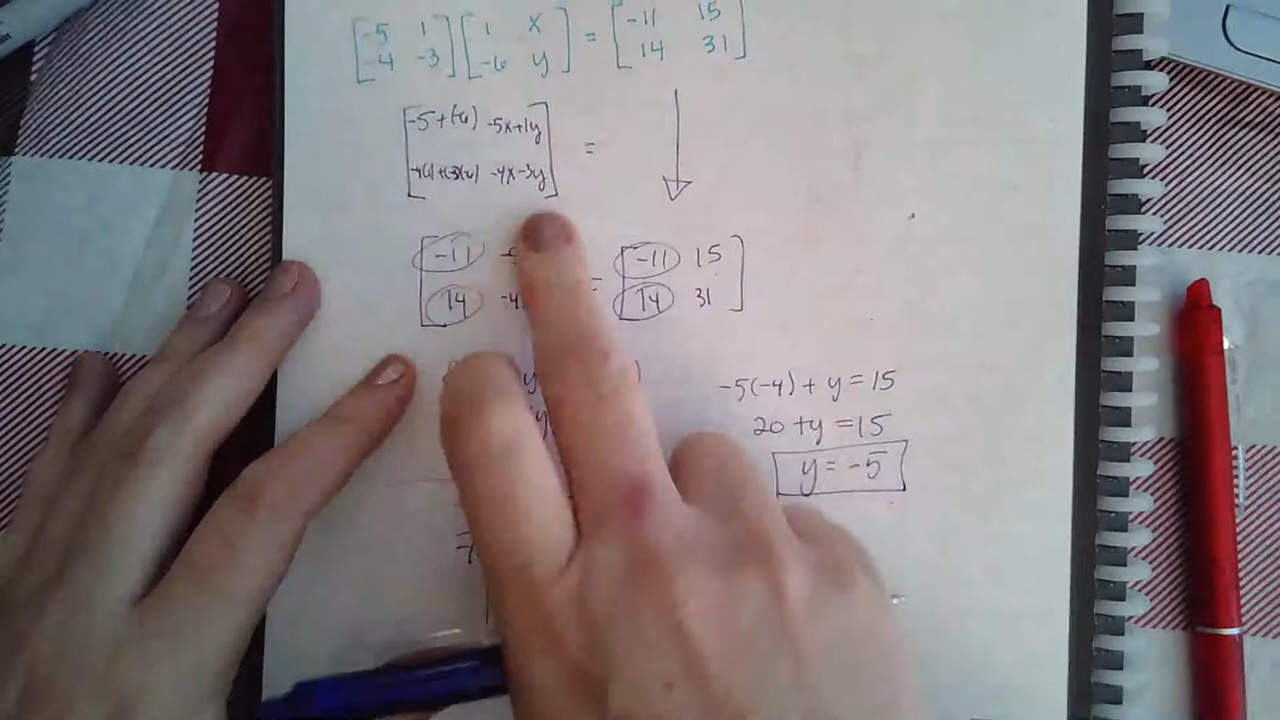 [-5 1 -4 -3] [1 x -6 y] = [-11 15 14 31]
[-5+(-6) -5x+1y
-4(1)+(-3)(-6) -4x-3y] =
[-11 = [-11 15
14 -4 14 31]
y -5(-4) + y = 15
y 20 + y = 15
y = -5